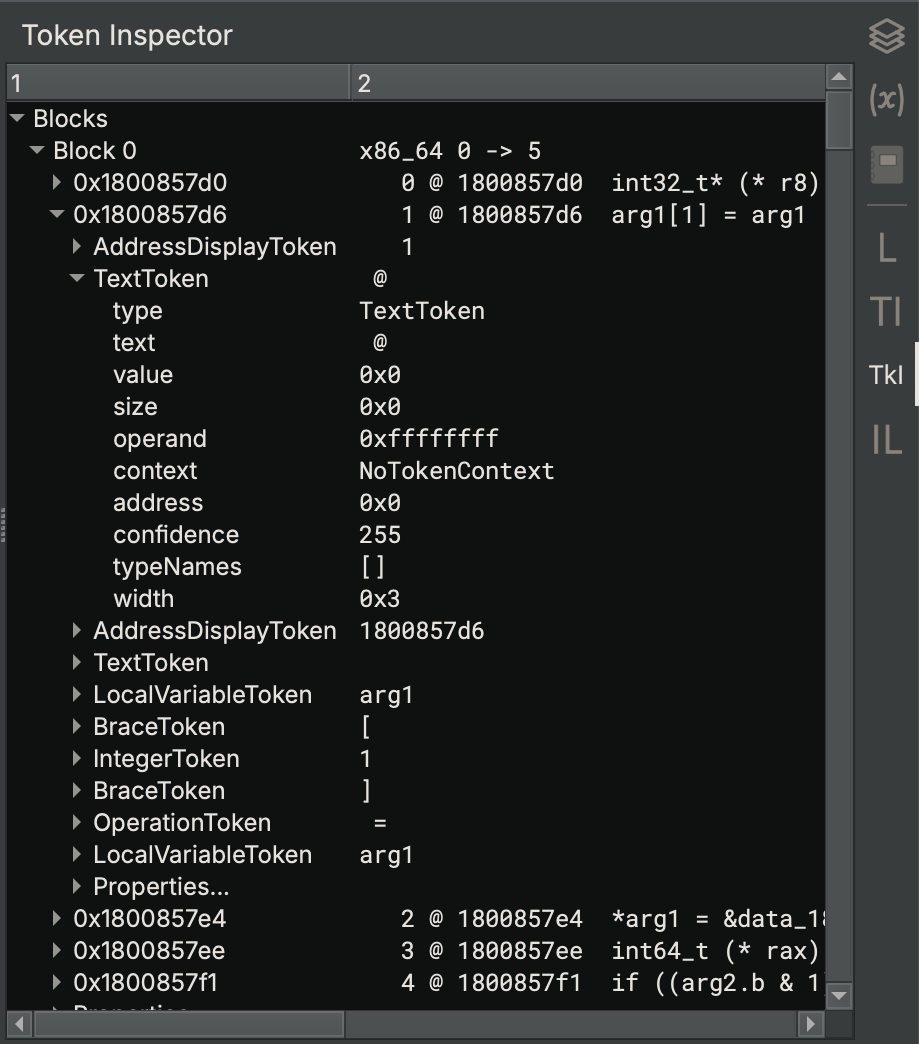 Token Inspector
1 2
Blocks
Block 0 x86_64 0 -> 5
0x1800857d0 0 @ 1800857d0 int32_t* (* r8)
0x1800857d6 1 @ 1800857d6 arg1[1] = arg1
AddressDisplayToken 1
TextToken @
type TextToken
text @
value 0x0
size 0x0
operand 0xffffffff
context NoTokenContext
address 0x0
confidence 255
typeNames []
width 0x3
AddressDisplayToken 1800857d6
TextToken
LocalVariableToken arg1
BraceToken [
IntegerToken 1
BraceToken ]
OperationToken =
LocalVariableToken arg1
Properties...
0x1800857e4 2 @ 1800857e4 *arg1 = &data_18
0x1800857ee 3 @ 1800857ee int64_t (* rax)
0x1800857f1 4 @ 1800857f1 if ((arg2.b & 1
(x)
L
TI
TkI
IL